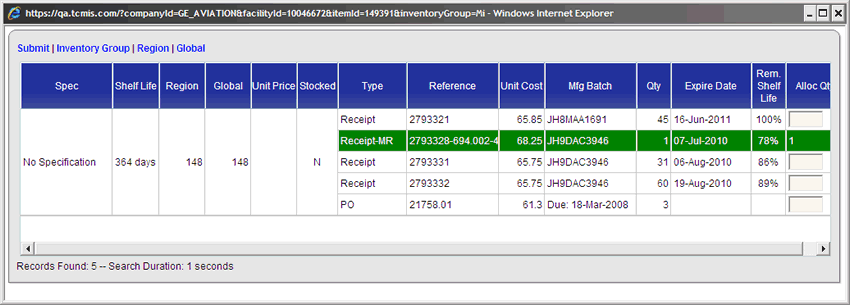 https://qa.tcmis.com/?companyId=GE_AVIATION&facilityId=10046672&itemId=149391&inventoryGroup=Mi - Windows Internet Explorer
Submit | Inventory Group | Region | Global
Spec Shelf Life Region Global Unit Price Stocked Type Reference Unit Cost Mfg Batch Qty Expire Date Rem. Shelf Life Alloc Qt
Receipt 2793321 65.85 JH8MAA1691 45 16-Jun-2011 100%
Receipt-MR 2793328-694.002-4 68.25 JH9DAC3946 1 07-Jul-2010 78% 1
No Specification 364 days 148 148 N Receipt 2793331 65.75 JH9DAC3946 31 06-Aug-2010 86%
Receipt 2793332 65.75 JH9DAC3946 60 19-Aug-2010 89%
PO 21758.01 61.3 Due: 18-Mar-2008 3
Records Found: 5 -- Search Duration: 1 seconds